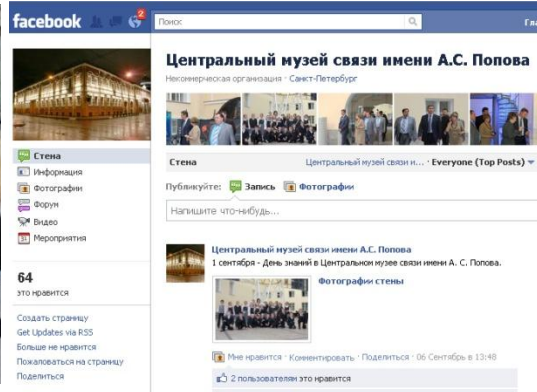 facebook
2
Поиск
Гла
Центральный музей связи имени А.С. Попова
Некоммерческая организация · Санкт-Петербург
Стена
Информация
Фотографии
Форум
Видео
31 Мероприятия
64
это нравится
Создать страницу
Get Updates via RSS
Больше не нравится
Пожаловаться на страницу
Поделиться
Стена
Центральный музей связи и... · Everyone (Top Posts)
Публикуйте: Запись Фотографии
Напишите что-нибудь...
Центральный музей связи имени А.С. Попова
1 сентября - День знаний в Центральном музее связи имени А. С. Попова.
Фотографии стены
Мне нравится · Комментировать · Поделиться · 06 Сентябрь в 13:48
2 пользователям это нравится